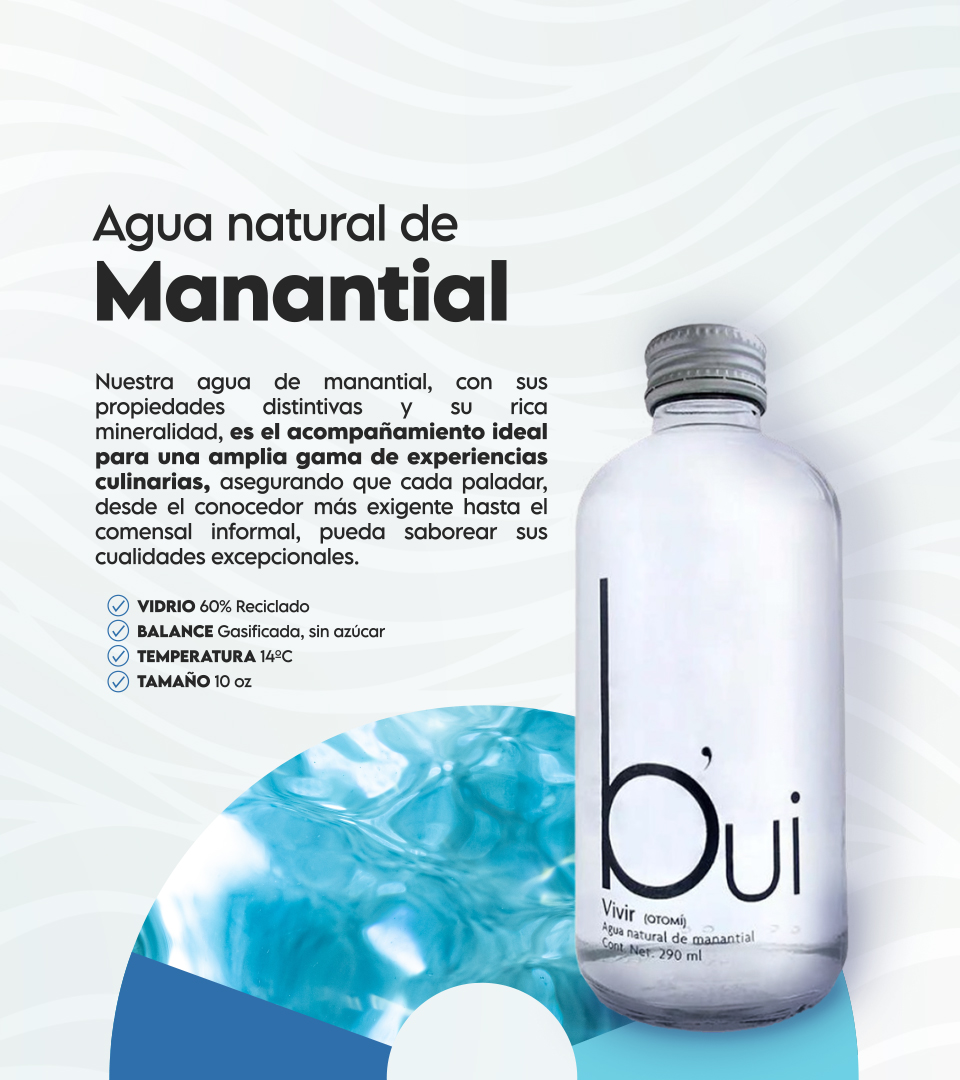 Agua natural de
Manantial
Nuestra agua de manantial, con sus
propiedades distintivas y su rica
mineralidad, es el acompañamiento ideal
para una amplia gama de experiencias
culinarias, asegurando que cada paladar,
desde el conocedor más exigente hasta el
comensal informal, pueda saborear sus
cualidades excepcionales.
VIDRIO 60% Reciclado
BALANCE Gasificada, sin azúcar
TEMPERATURA 14ºC
TAMAÑO 10 oz
b'ui
Vivir (OTOMÍ)
Agua natural de manantial
Cont. Net. 290 ml